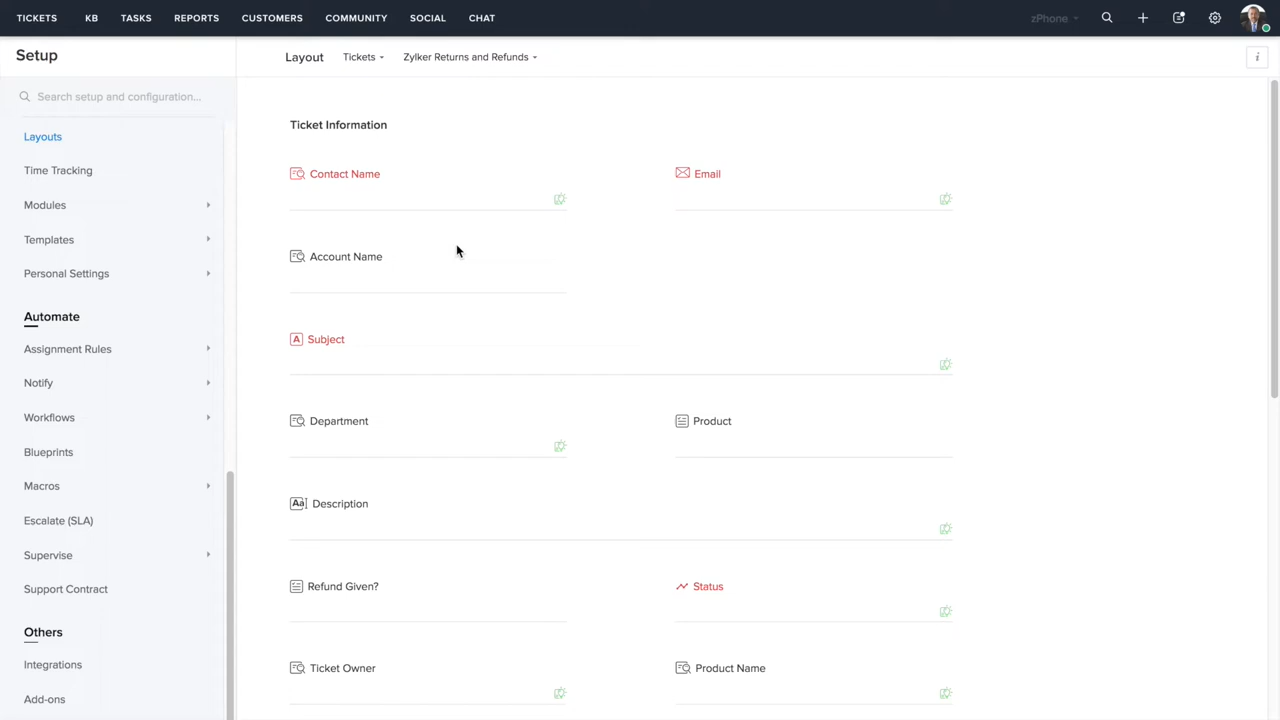 TICKETS KB TASKS REPORTS CUSTOMERS COMMUNITY SOCIAL CHAT zPhone
Setup
Search setup and configuration...
Layouts
Time Tracking
Modules
Templates
Personal Settings
Automate
Assignment Rules
Notify
Workflows
Blueprints
Macros
Escalate (SLA)
Supervise
Support Contract
Others
Integrations
Add-ons
Layout Tickets Zylker Returns and Refunds
Ticket Information
Contact Name Email
Account Name
Subject
Department Product
Description
Refund Given? Status
Ticket Owner Product Name